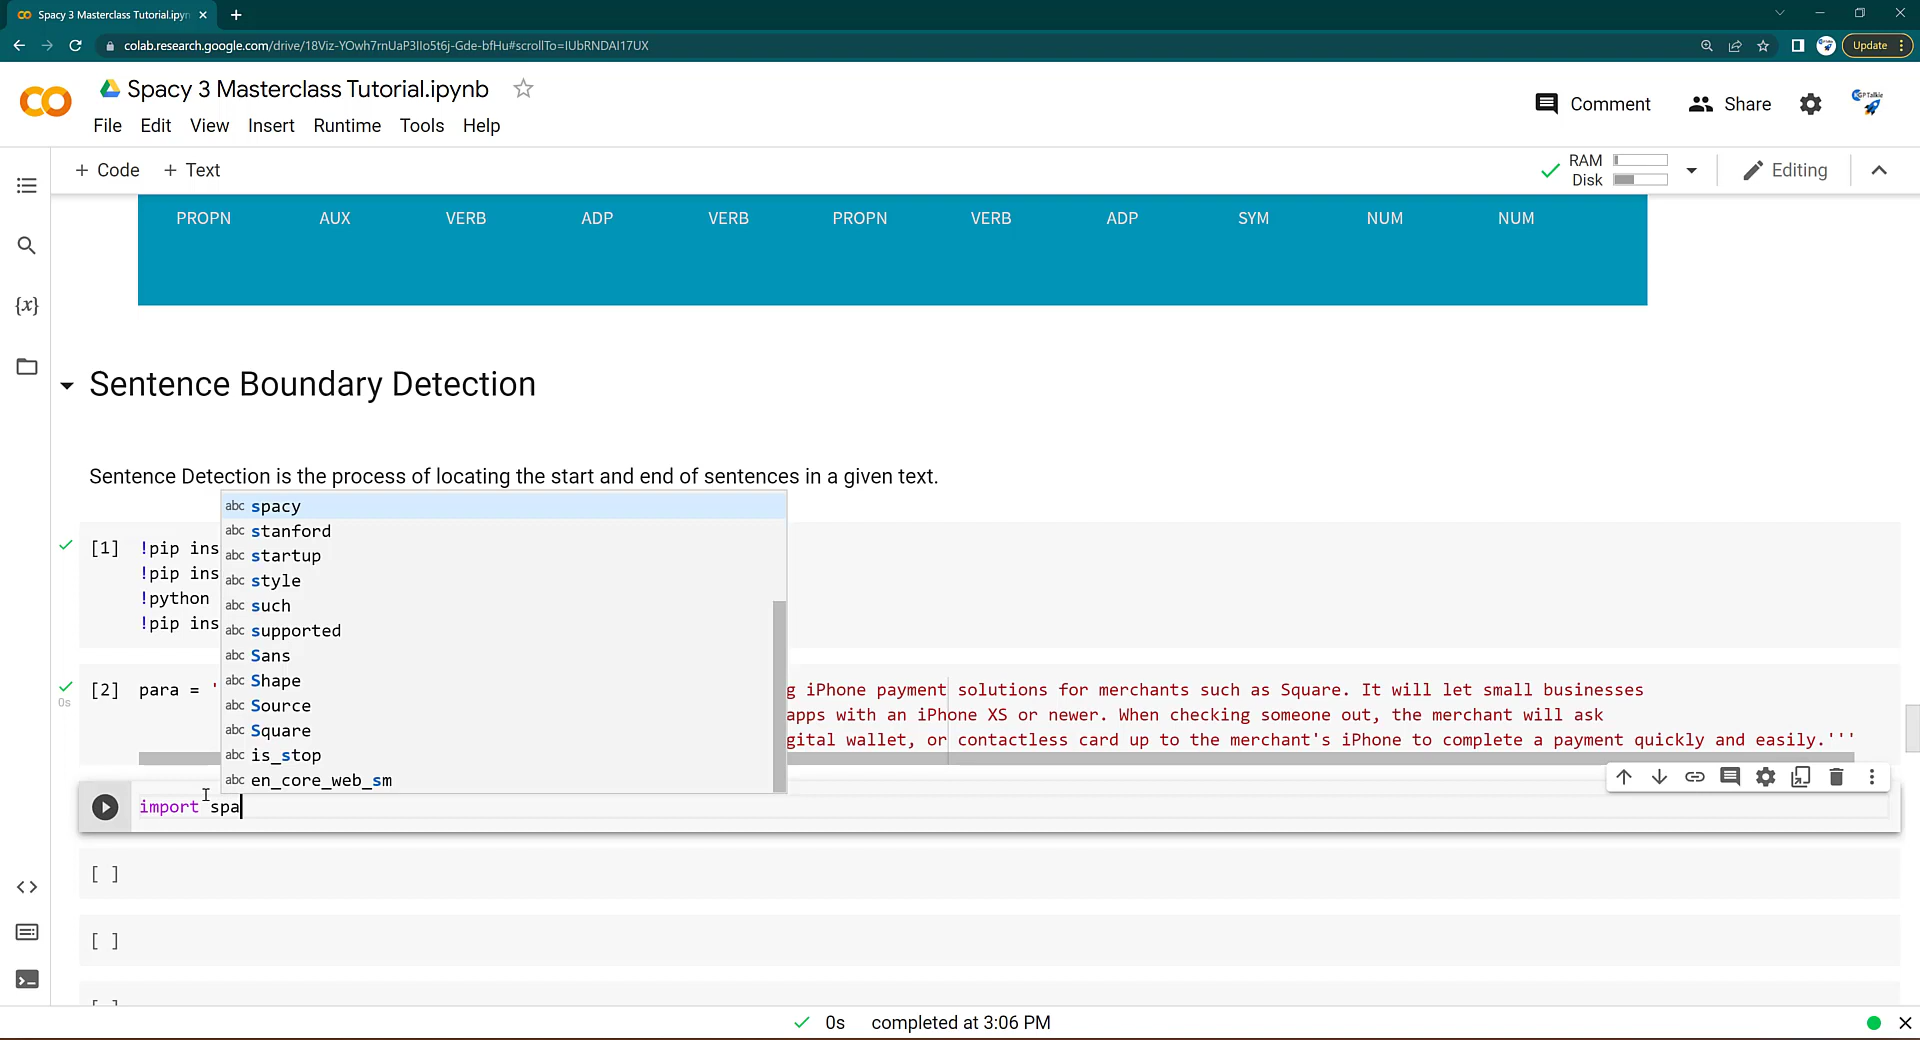 Spacy 3 Masterclass Tutorial.ipyn
colab.research.google.com/drive/18Viz-YOwh7rnUaP3IIo5t6j-Gde-bfHu#scrollTo=IUbRNDAI17UX
Update
Spacy 3 Masterclass Tutorial.ipynb
Comment
Share
KGP Talkie
File Edit View Insert Runtime Tools Help
+ Code + Text
RAM
Disk
Editing
PROPN AUX VERB ADP VERB PROPN VERB ADP SYM NUM NUM
{x}
Sentence Boundary Detection
Sentence Detection is the process of locating the start and end of sentences in a given text.
abc spacy
abc stanford
abc startup
abc style
abc such
abc supported
abc Sans
abc Shape
abc Source
abc Square
abc is_stop
abc en_core_web_sm
[1] !pip ins
!pip ins
!python
!pip ins
0s
[2] para = ' g iPhone payment solutions for merchants such as Square. It will let small businesses
apps with an iPhone XS or newer. When checking someone out, the merchant will ask
gital wallet, or contactless card up to the merchant's iPhone to complete a payment quickly and easily.'''
import spa
[ ]
[ ]
0s completed at 3:06 PM